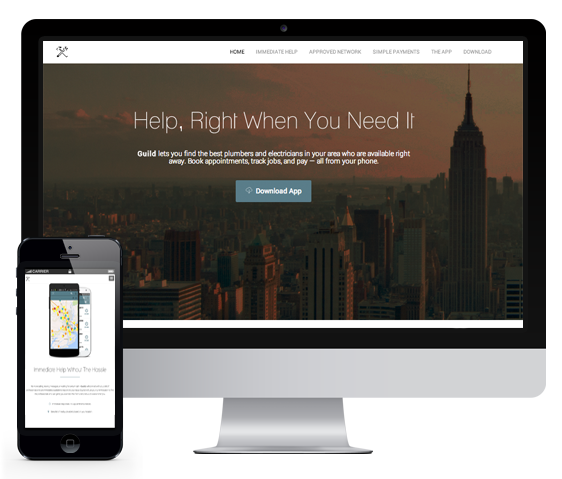 HOME IMMEDIATE HELP APPROVED NETWORK SIMPLE PAYMENTS THE APP DOWNLOAD
Help, Right When You Need It
Guild lets you find the best plumbers and electricians in your area who are available right
away. Book appointments, track jobs, and pay — all from your phone.
Download App
CARRIER
Immediate Help Without The Hassle